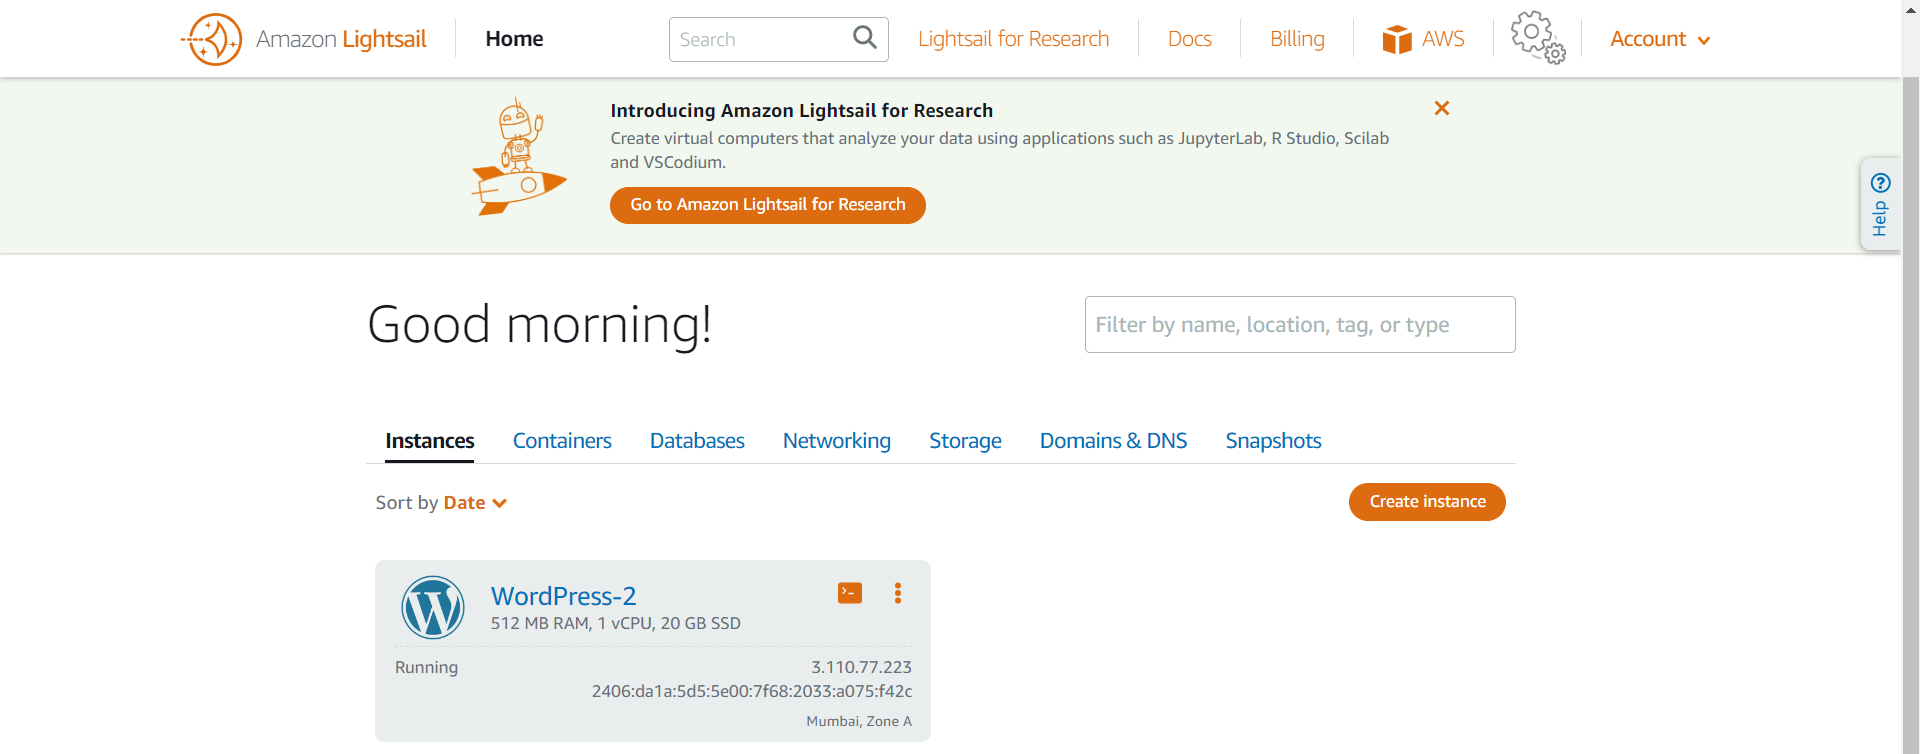 Amazon Lightsail
Home
Search
Lightsail for Research
Docs
Billing
AWS
Account
Introducing Amazon Lightsail for Research
Create virtual computers that analyze your data using applications such as JupyterLab, R Studio, Scilab
and VSCodium.
Go to Amazon Lightsail for Research
Help
Good morning!
Filter by name, location, tag, or type
Instances
Containers
Databases
Networking
Storage
Domains & DNS
Snapshots
Sort by Date
Create instance
WordPress-2
512 MB RAM, 1 vCPU, 20 GB SSD
Running
3.110.77.223
2406:da1a:5d5:5e00:7f68:2033:a075:f42c
Mumbai, Zone A